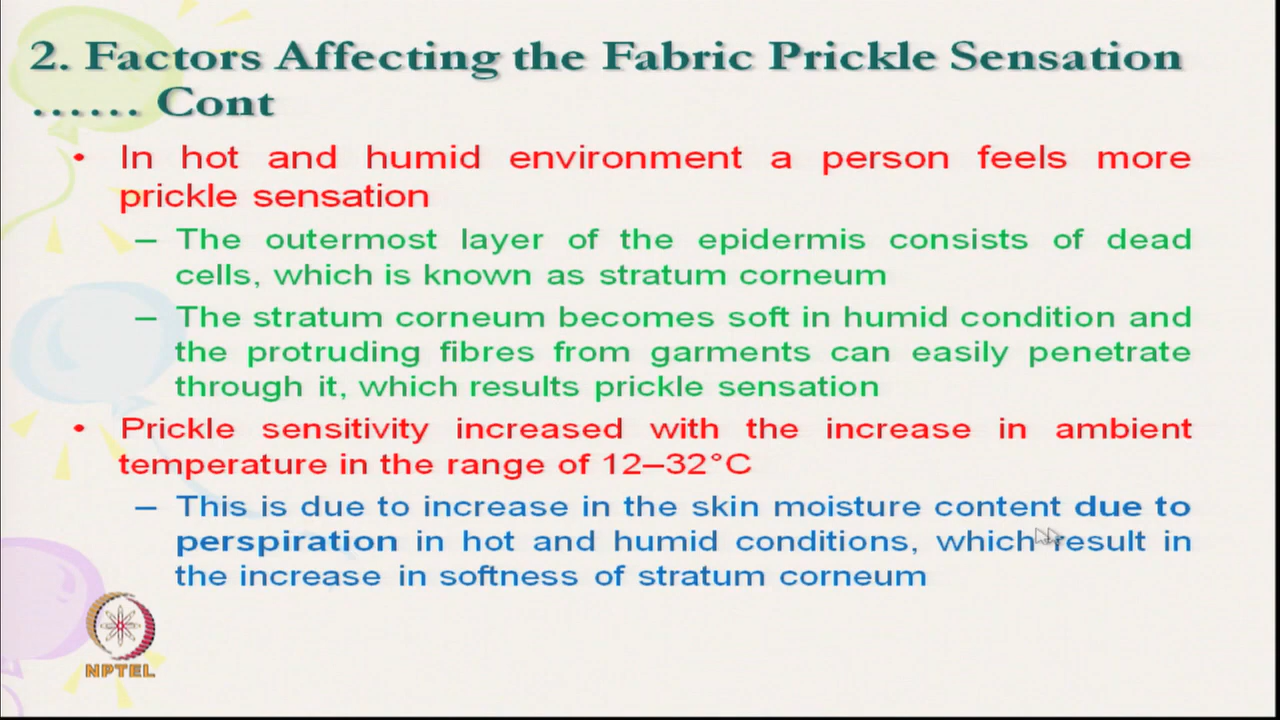 2. Factors Affecting the Fabric Prickle Sensation
...... Cont
• In hot and humid environment a person feels more
prickle sensation
– The outermost layer of the epidermis consists of dead
cells, which is known as stratum corneum
– The stratum corneum becomes soft in humid condition and
the protruding fibres from garments can easily penetrate
through it, which results prickle sensation
• Prickle sensitivity increased with the increase in ambient
temperature in the range of 12–32°C
– This is due to increase in the skin moisture content due to
perspiration in hot and humid conditions, which result in
the increase in softness of stratum corneum
NPTEL